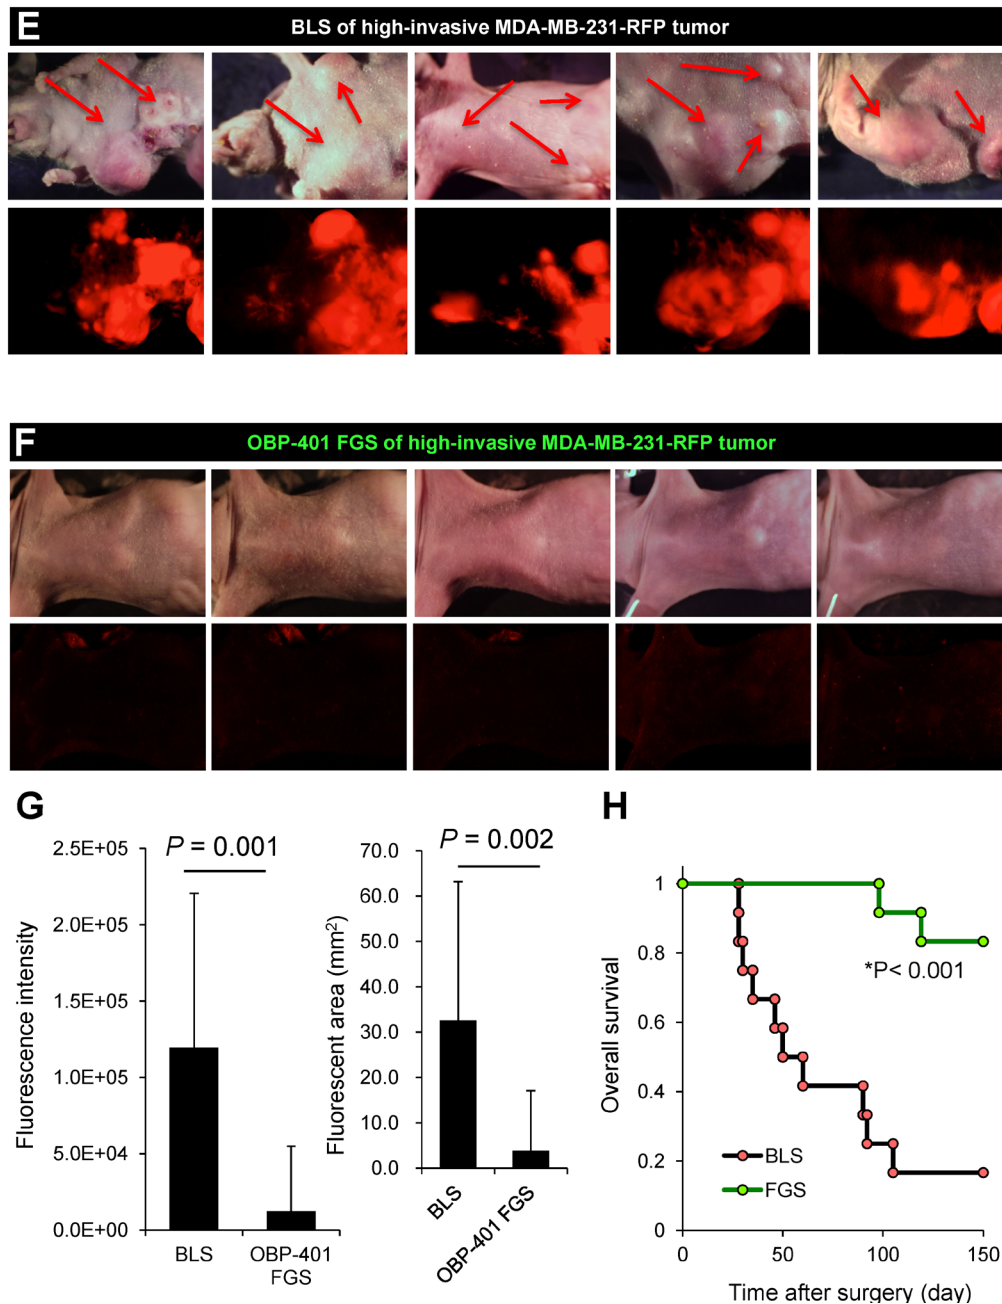 E
BLS of high-invasive MDA-MB-231-RFP tumor
F
OBP-401 FGS of high-invasive MDA-MB-231-RFP tumor
G
P = 0.001
2.5E+05
2.0E+05
1.5E+05
1.0E+05
5.0E+04
0.0E+00
Fluorescence intensity
BLS
OBP-401
FGS
P = 0.002
70.0
60.0
50.0
40.0
30.0
20.0
10.0
0.0
Fluorescent area (mm²)
BLS
OBP-401 FGS
H
1
0.8
0.6
0.4
0.2
0
Overall survival
*P< 0.001
BLS
FGS
0
50
100
150
Time after surgery (day)